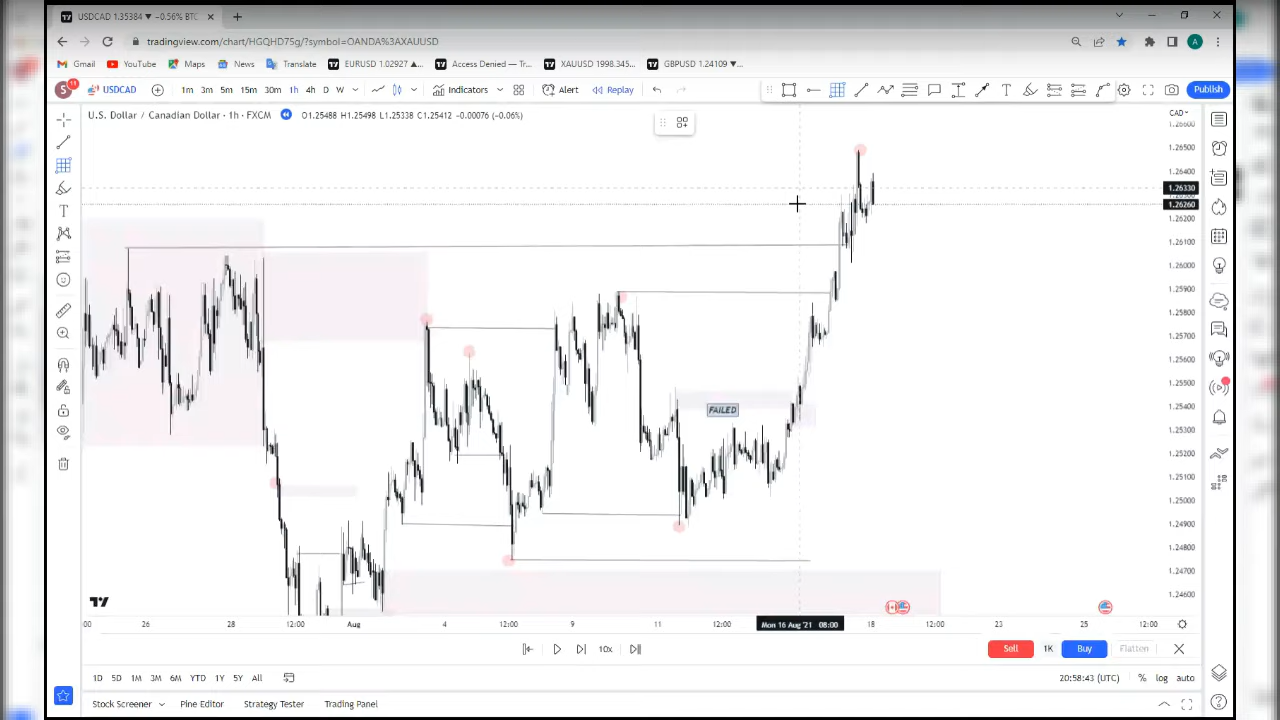 USDCAD 1.35384 ▼ −0.56% BTC
tradingview.com/chart/HGQHD75g/?symbol=OANDA%3AXAUUSD
A
Gmail YouTube Maps News Translate EURUSD 1.02927 ▲... Access Denied — Tr... XAUUSD 1998.345... GBPUSD 1.24109 ▼...
S 11 USDCAD 1m 3m 5m 15m 30m 1h 4h D W Indicators Alert Replay Publish
U.S. Dollar / Canadian Dollar · 1h · FXCM O1.25488 H1.25498 L1.25338 C1.25412
CAD
1.26600
1.26500
1.26400
1.26330
1.26260
1.26200
1.26100
1.26000
1.25900
1.25800
1.25700
1.25600
1.25500
1.25400
1.25300
1.25200
1.25100
1.25000
1.24900
1.24800
1.24700
1.24600
FAILED
:00 26 28 12:00 Aug 4 12:00 9 11 12:00 Mon 16 Aug '21 08:00 18 12:00 23 25 12:00
10x Sell 1K Buy Flatten
1D 5D 1M 3M 6M YTD 1Y 5Y All 20:58:43 (UTC) % log auto
Stock Screener Pine Editor Strategy Tester Trading Panel